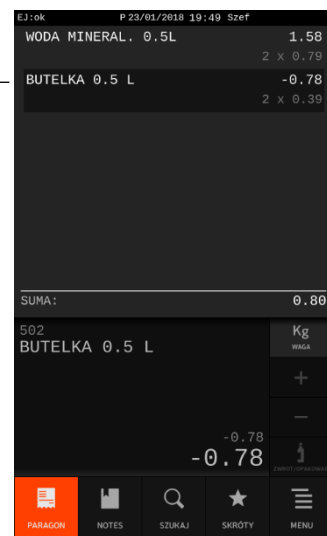 EJ:ok P 23/01/2018 19:49 Szef
WODA MINERAL. 0.5L 1.58
2 x 0.79
BUTELKA 0.5 L -0.78
2 x 0.39
SUMA: 0.80
502
BUTELKA 0.5 L
Kg
WAGA
+
−
-0.78
-0.78
ZWROT/OPAKOWAŃ
PARAGON NOTES SZUKAJ SKRÓTY MENU